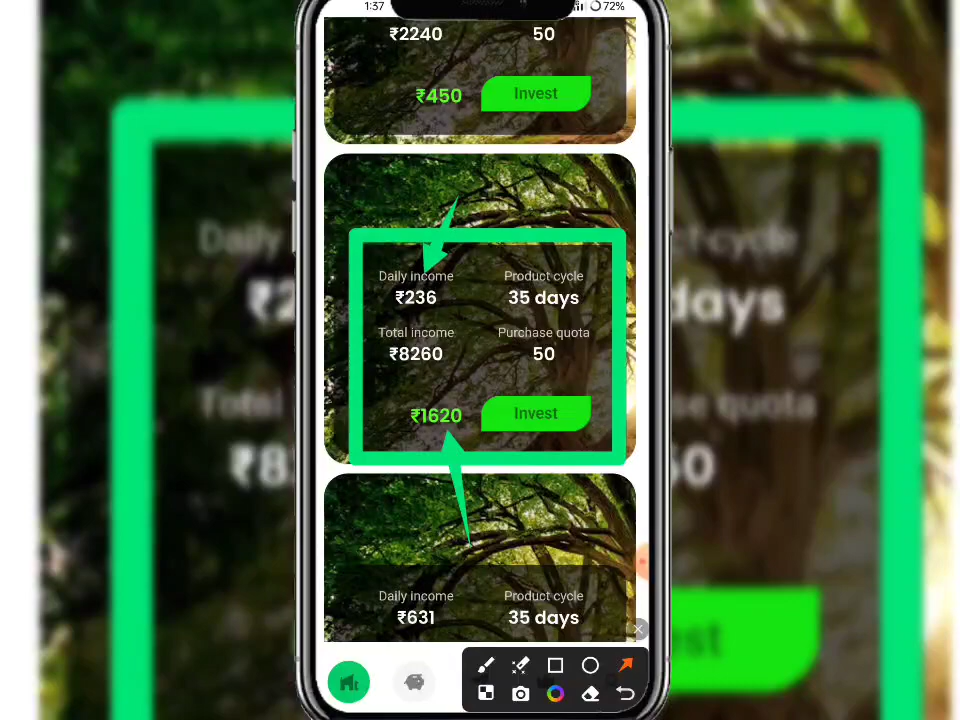 1:37
72%
₹2240
50
₹450
Invest
Daily income
Product cycle
₹236
35 days
Total income
Purchase quota
₹8260
50
₹1620
Invest
Daily income
Product cycle
₹631
35 days